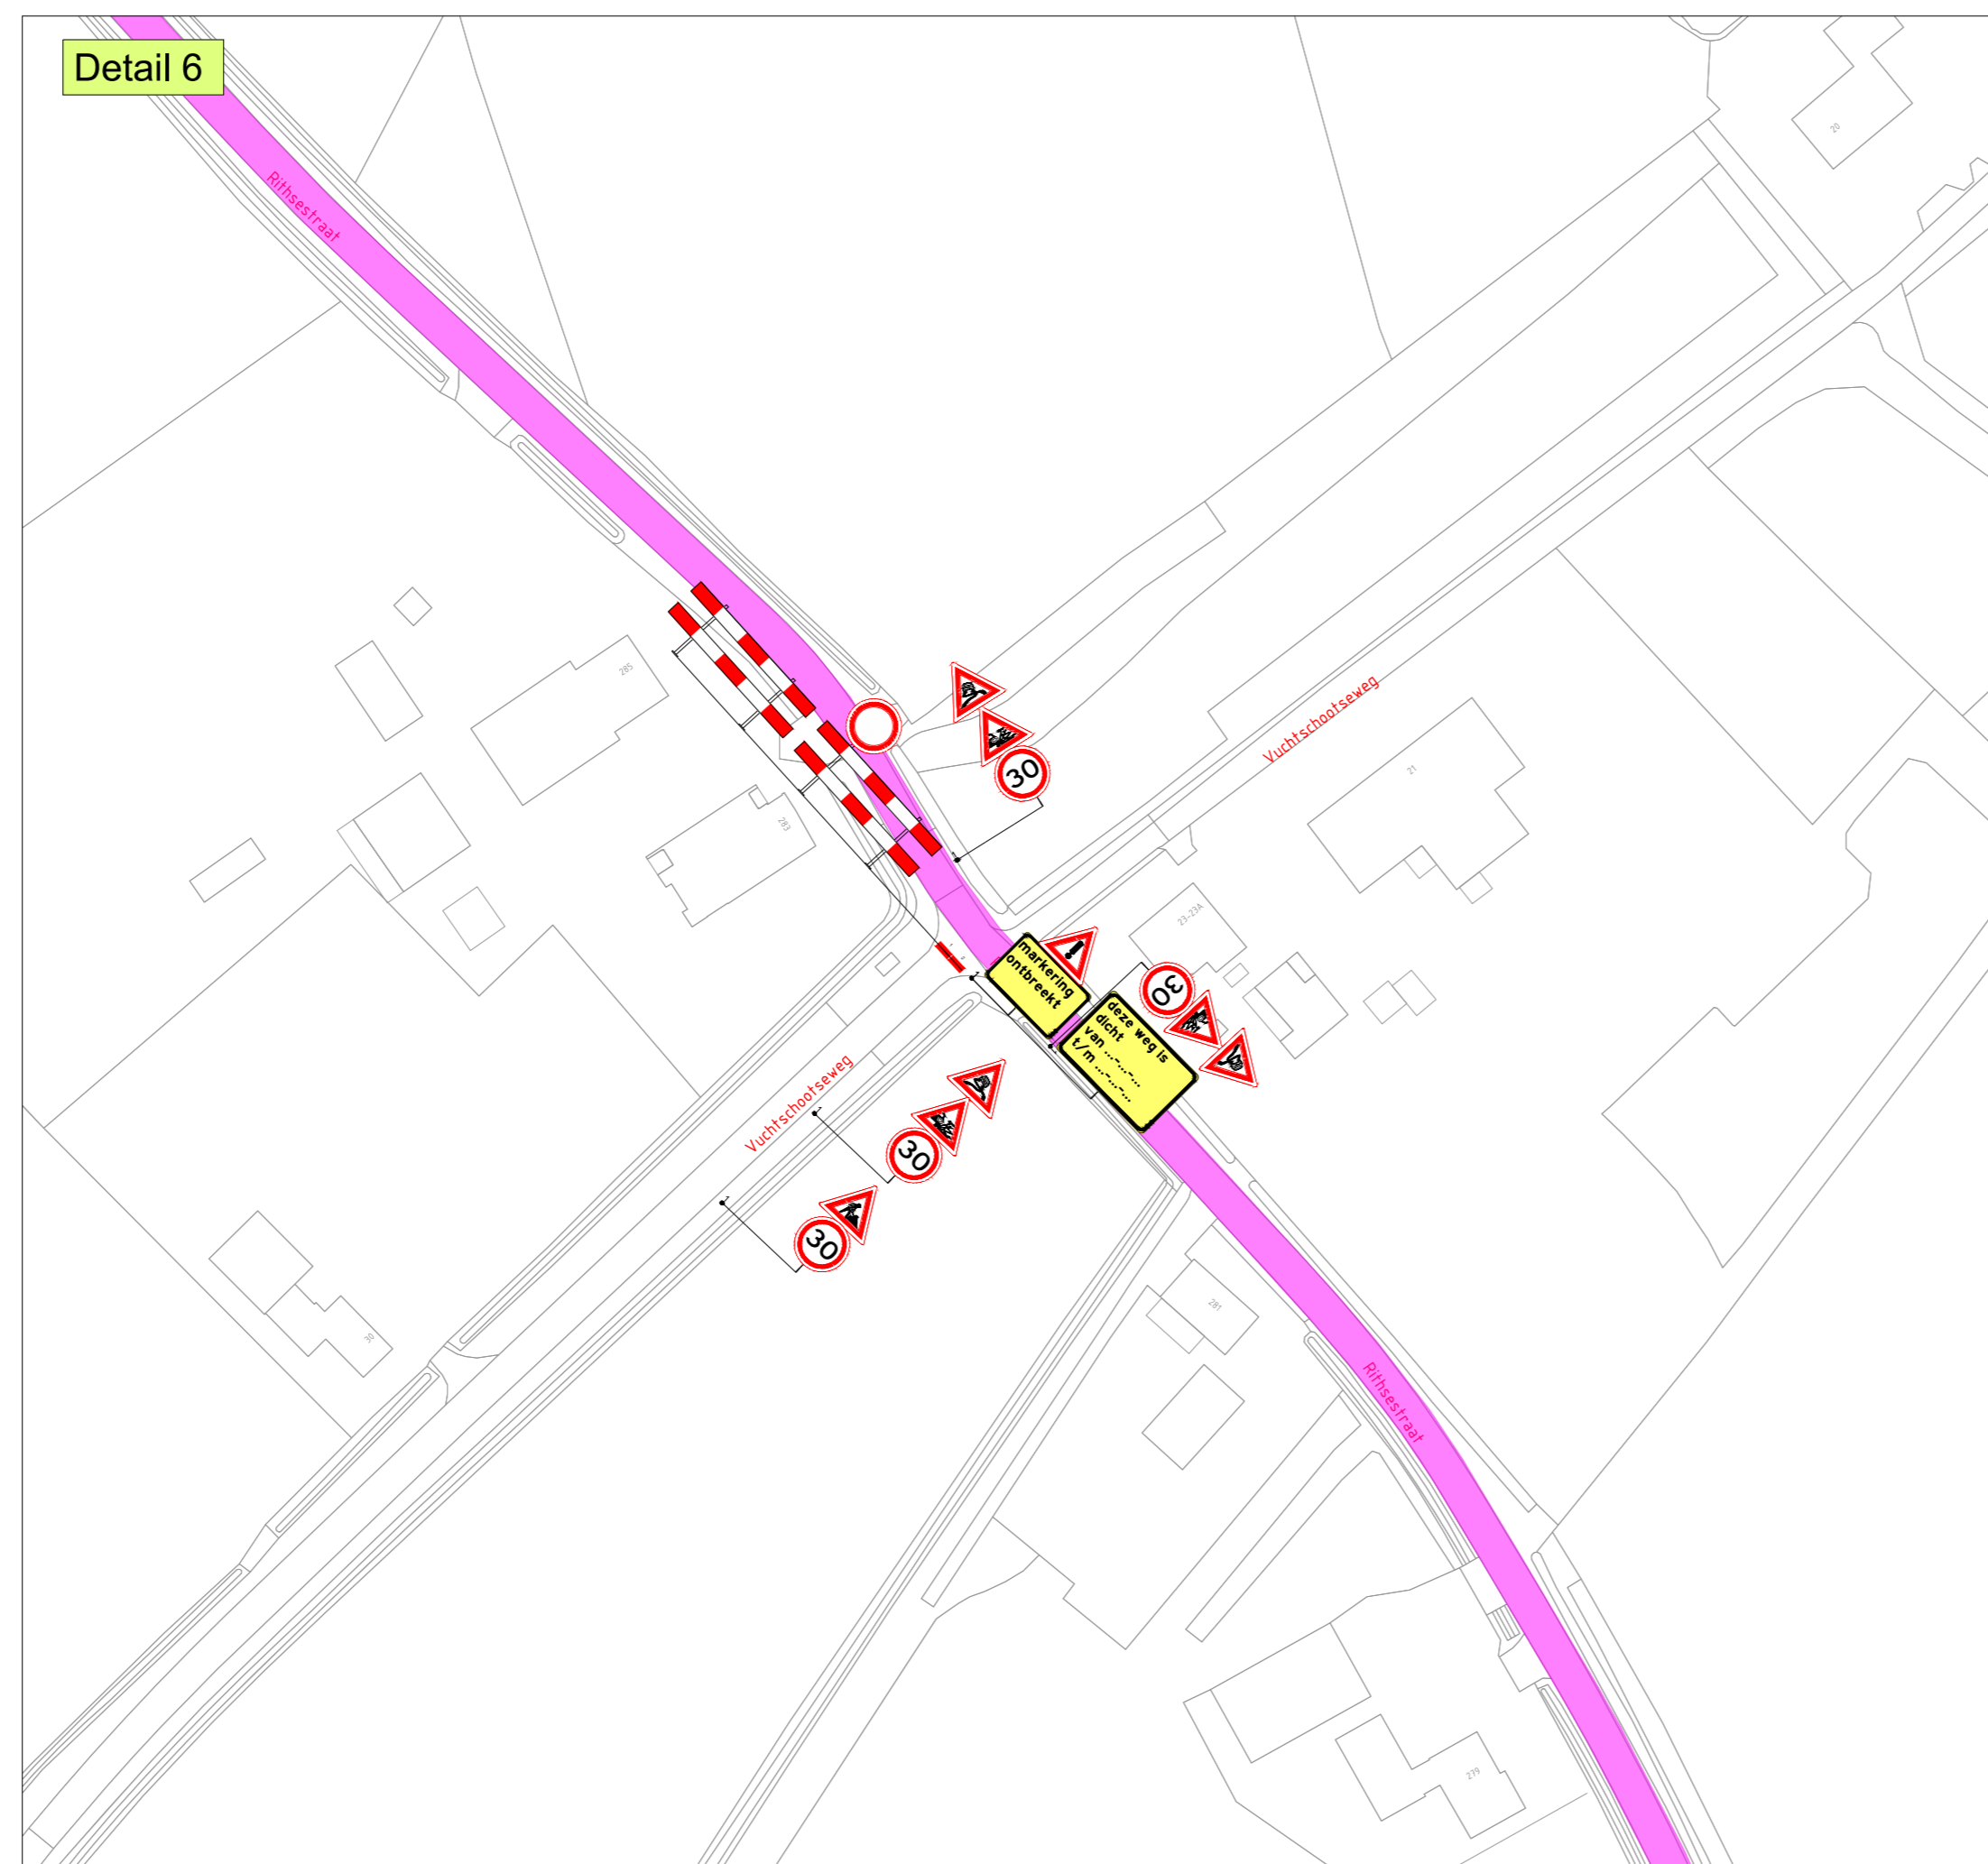 Detail 6
Rithsestraat
20
285
Vuchtschootseweg
21
30
283
23-23A
markering
ontbreekt
30
deze weg is
dicht
van ...-...-...
t/m ...-...-...
Vuchtschootseweg
30
30
281
30
Rithsestraat
279